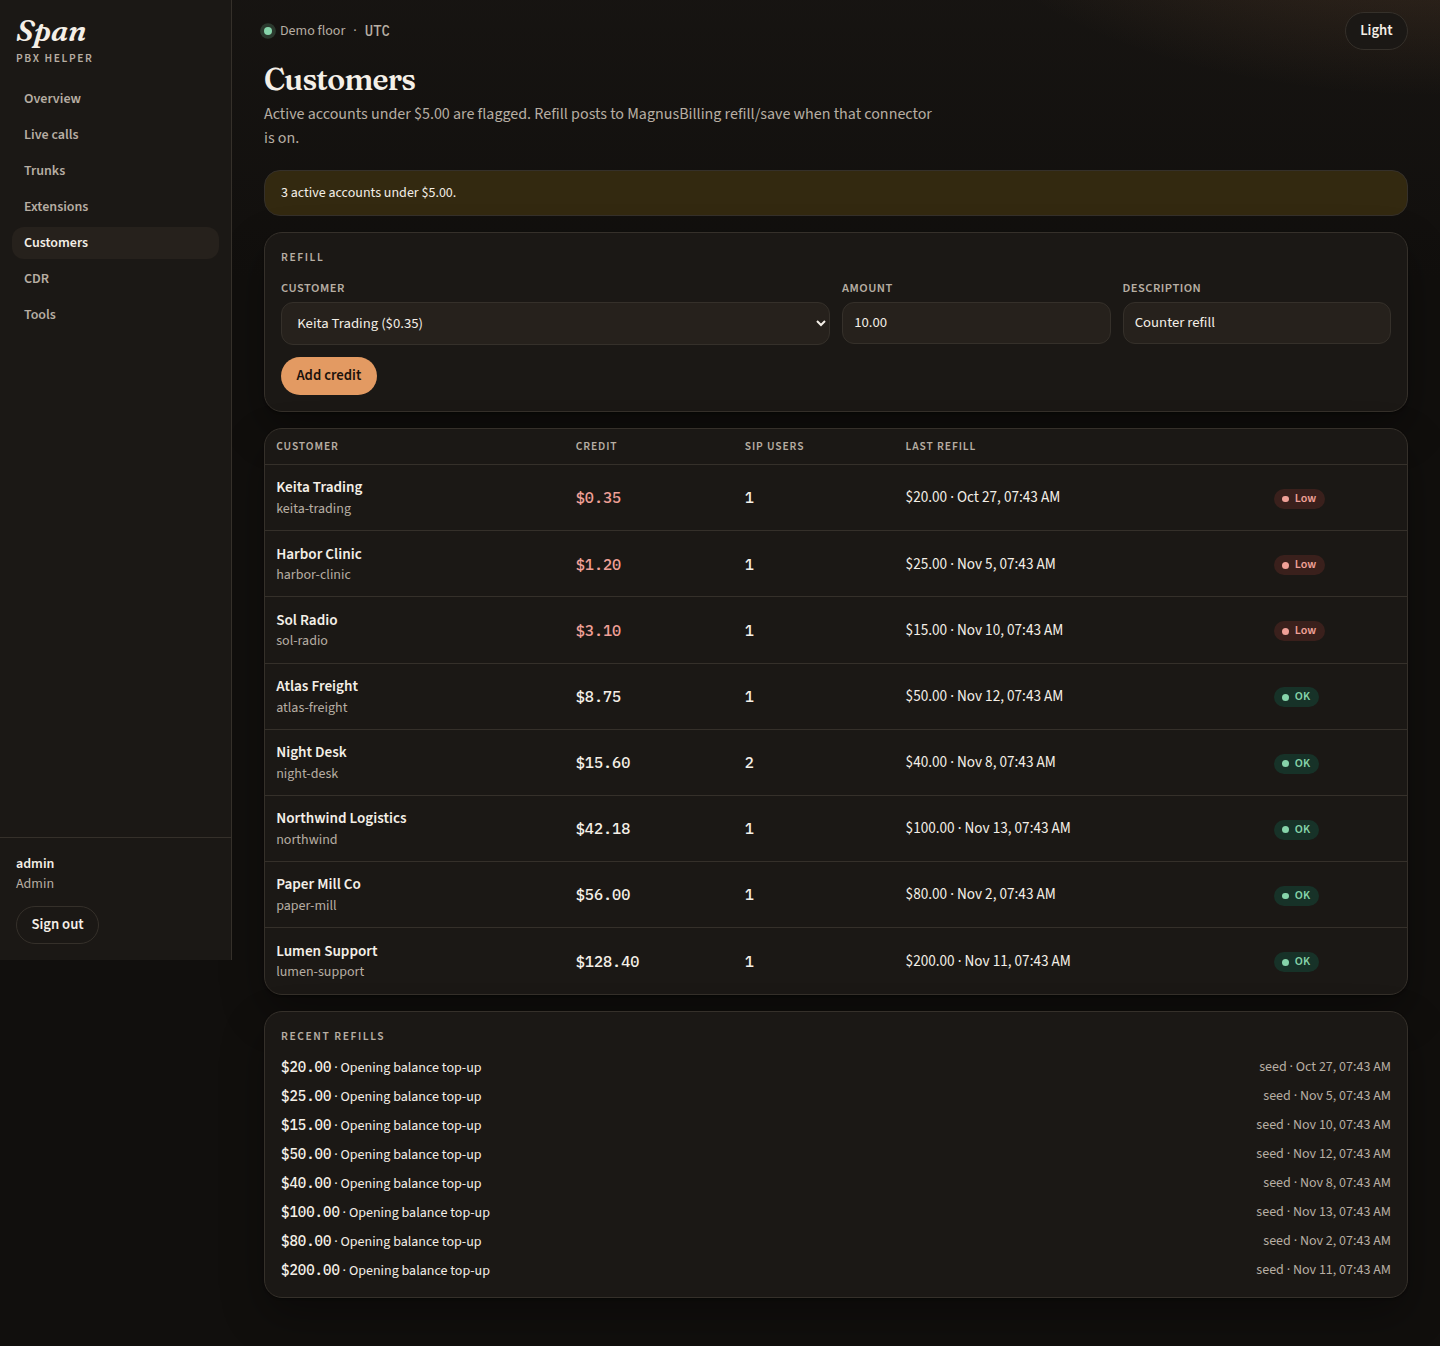 Span
PBX HELPER
Overview
Live calls
Trunks
Extensions
Customers
CDR
Tools
admin
Admin
Sign out
Demo floor · UTC
Light
Customers
Active accounts under $5.00 are flagged. Refill posts to MagnusBilling refill/save when that connector
is on.
3 active accounts under $5.00.
REFILL
CUSTOMER AMOUNT DESCRIPTION
Keita Trading ($0.35) 10.00 Counter refill
Add credit
CUSTOMER CREDIT SIP USERS LAST REFILL
Keita Trading
keita-trading
$0.35 1 $20.00 · Oct 27, 07:43 AM Low
Harbor Clinic
harbor-clinic
$1.20 1 $25.00 · Nov 5, 07:43 AM Low
Sol Radio
sol-radio
$3.10 1 $15.00 · Nov 10, 07:43 AM Low
Atlas Freight
atlas-freight
$8.75 1 $50.00 · Nov 12, 07:43 AM OK
Night Desk
night-desk
$15.60 2 $40.00 · Nov 8, 07:43 AM OK
Northwind Logistics
northwind
$42.18 1 $100.00 · Nov 13, 07:43 AM OK
Paper Mill Co
paper-mill
$56.00 1 $80.00 · Nov 2, 07:43 AM OK
Lumen Support
lumen-support
$128.40 1 $200.00 · Nov 11, 07:43 AM OK
RECENT REFILLS
$20.00 · Opening balance top-up seed · Oct 27, 07:43 AM
$25.00 · Opening balance top-up seed · Nov 5, 07:43 AM
$15.00 · Opening balance top-up seed · Nov 10, 07:43 AM
$50.00 · Opening balance top-up seed · Nov 12, 07:43 AM
$40.00 · Opening balance top-up seed · Nov 8, 07:43 AM
$100.00 · Opening balance top-up seed · Nov 13, 07:43 AM
$80.00 · Opening balance top-up seed · Nov 2, 07:43 AM
$200.00 · Opening balance top-up seed · Nov 11, 07:43 AM